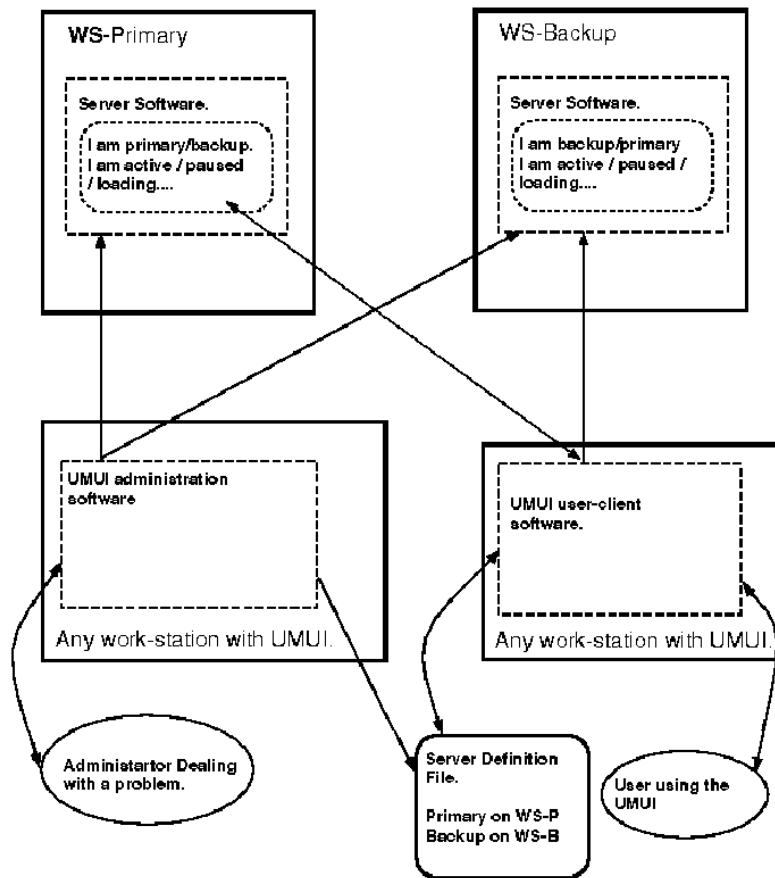 WS-Primary
Server Software.
I am primary/backup.
I am active / paused
/ loading....
WS-Backup
Server Software.
I am backup/primary
I am active / paused /
loading....
UMUI administration
software
Any work-station with UMUI.
UMUI user-client
software.
Any work-station with UMUI.
Administartor Dealing
with a problem.
Server Definition
File.
Primary on WS-P
Backup on WS-B
User using the
UMUI